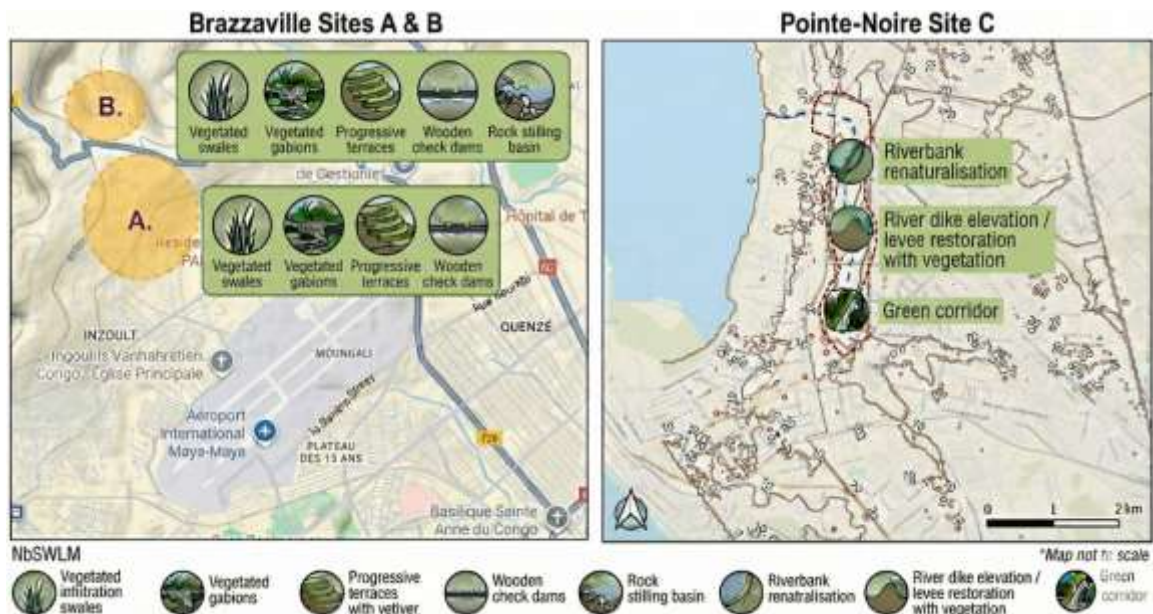 Brazzaville Sites A & B
B.
A.
Vegetated
swales
Vegetated
gabions
Progressive
terraces
Wooden
check dams
Rock stilling
basin
de Gestionier
Vegetated
swales
Vegetated
gabions
Progressive
terraces
Wooden
check dams
Hôpital de T
QUENZÉ
INZOULT
MOUNGALI
Congo / Église Principale
Aéroport
International
Maya-Maya
PLATEAU
DES 15 ANS
Basilique Sainte
Anne du Congo
Pointe-Noire Site C
Riverbank
renaturalisation
River dike elevation /
levee restoration
with vegetation
Green corridor
0 1 2 km
*Map not to scale
NbSWLM
Vegetated
infiltration
swales
Vegetated
gabions
Progressive
terraces
with vetiver
Wooden
check dams
Rock
stilling basin
Riverbank
renatralisation
River dike elevation /
levee restoration
with vegetation
Green
corridor